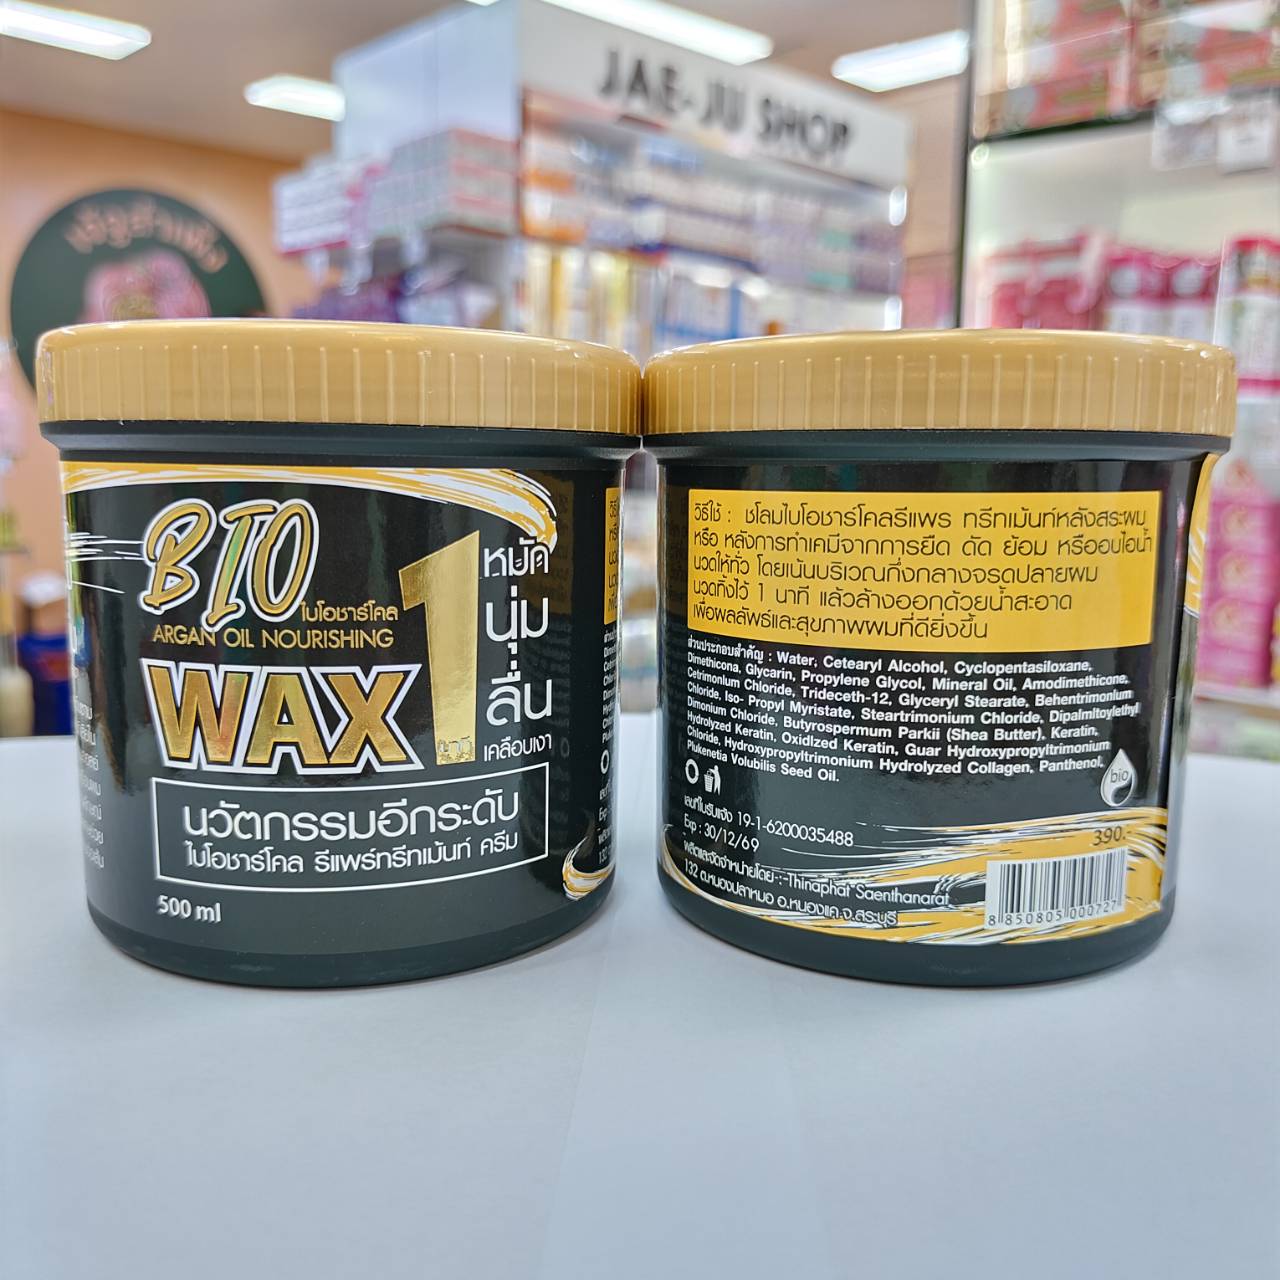 JAE-JU SHOP
เจ๊จูสำเพ็ง
BIO
ไบโอชาร์โคล
ARGAN OIL NOURISHING
WAX
1
นาที
หมัก
นุ่ม
ลื่น
เคลือบเงา
นวัตกรรมอีกระดับ
ไบโอชาร์โคล รีแพร์ทรีทเม้นท์ ครีม
500 ml
วิธีใช้ : ชโลมไบโอชาร์โคลรีแพร ทรีทเม้นท์หลังสระผม
หรือ หลังการทำเคมีจากการยืด ดัด ย้อม หรืออบไอน้ำ
นวดให้ทั่ว โดยเน้นบริเวณกึ่งกลางจรดปลายผม
นวดทิ้งไว้ 1 นาที แล้วล้างออกด้วยน้ำสะอาด
เพื่อผลลัพธ์และสุขภาพผมที่ดียิ่งขึ้น
ส่วนประกอบสำคัญ : Water, Cetearyl Alcohol, Cyclopentasiloxane,
Dimethicona, Glycarin, Propylene Glycol, Mineral Oil, Amodimethicone,
Cetrimonium Chloride, Trideceth-12, Glyceryl Stearate, Behentrimonium
Chloride, Iso- Propyl Myristate, Steartrimonium Chloride, Dipalmitoylethyl
Dimonium Chloride, Butyrospermum Parkii (Shea Butter), Keratin,
Hydrolyzed Keratin, Oxidlzed Keratin, Guar Hydroxypropyltrimonium
Chloride, Hydroxypropyltrimonium Hydrolyzed Collagen, Panthenol,
Plukenetia Volubilis Seed Oil.
bio
เลขที่ใบรับแจ้ง 19-1-6200035488
Exp : 30/12/69
390.-
ผลิตและจัดจำหน่ายโดย-:-Thinaphat Saenthanarat
132 ต.หนองปลาหมอ อ.หนองแค จ.สระบุรี
8 850805 000727